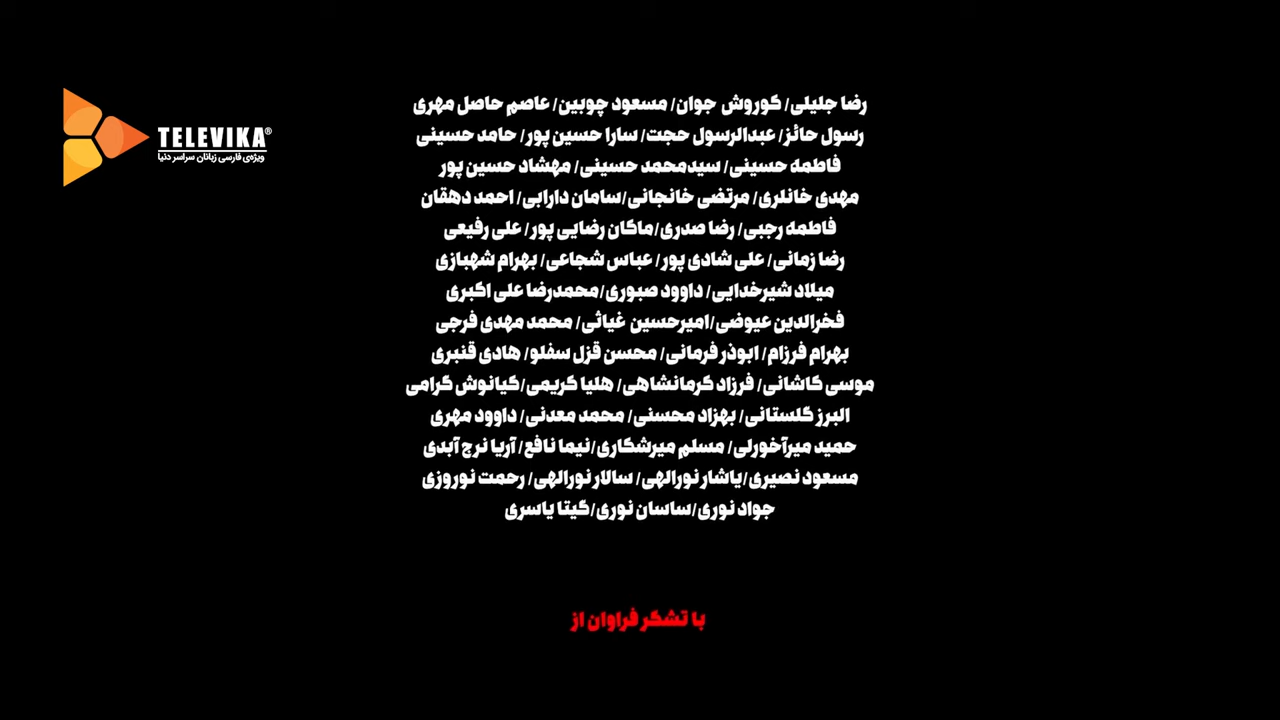 TELEVIKA®
ویژه‌ی فارسی زبانان سراسر دنیا
رضا جلیلی/ کوروش جوان/ مسعود چوبین/ عاصم حاصل مهری
رسول حائز/ عبدالرسول حجت/ سارا حسین پور/ حامد حسینی
فاطمه حسینی/ سیدمحمد حسینی/ مهشاد حسین پور
مهدی خانلری/ مرتضی خانجانی/سامان دارابی/ احمد دهقان
فاطمه رجبی/ رضا صدری/ماکان رضایی پور/ علی رفیعی
رضا زمانی/ علی شادی پور/ عباس شجاعی/ بهرام شهبازی
میلاد شیرخدایی/ داوود صبوری/محمدرضا علی اکبری
فخرالدین عیوضی/امیرحسین غیاثی/ محمد مهدی فرجی
بهرام فرزام/ ابوذر فرمانی/ محسن قزل سفلو/ هادی قنبری
موسی کاشانی/ فرزاد کرمانشاهی/ هلیا کریمی/کیانوش گرامی
البرز گلستانی/ بهزاد محسنی/ محمد معدنی/ داوود مهری
حمید میرآخورلی/ مسلم میرشکاری/نیما نافع/ آریا نرج آبدی
مسعود نصیری/یاشار نورالهی/ سالار نورالهی/ رحمت نوروزی
جواد نوری/ساسان نوری/گیتا یاسری
با تشکر فراوان از